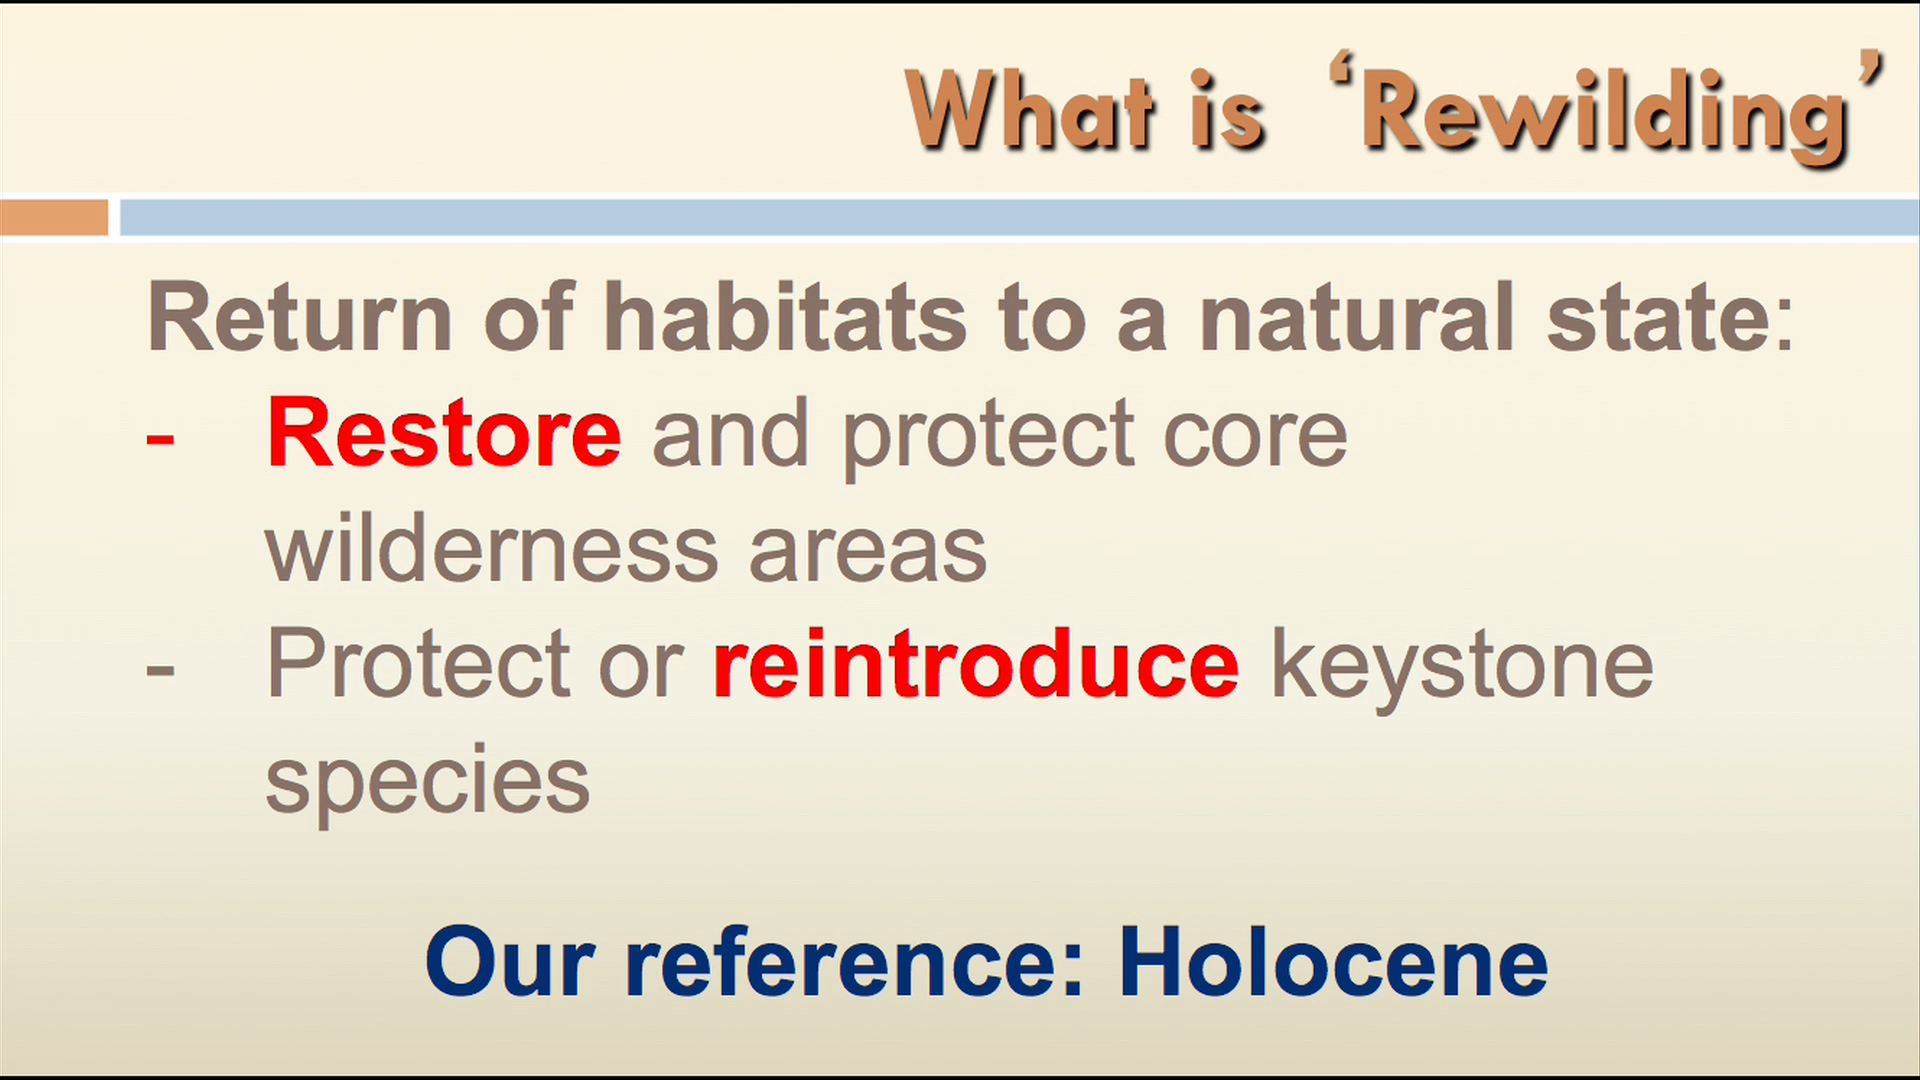 What is ‘Rewilding’
Return of habitats to a natural state:
- Restore and protect core
wilderness areas
- Protect or reintroduce keystone
species
Our reference: Holocene